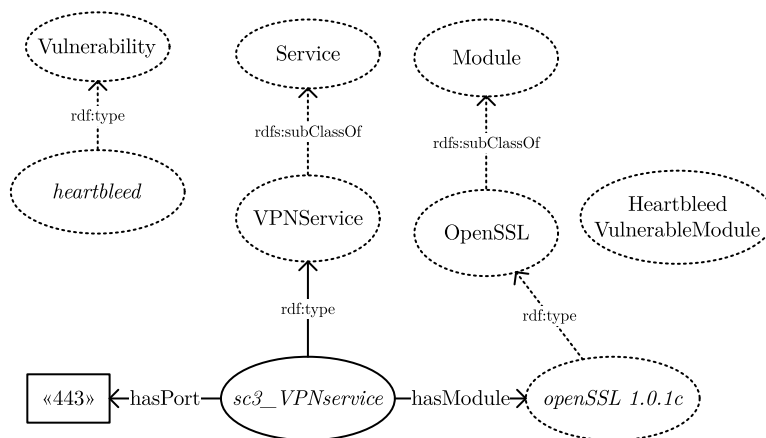 Vulnerability
Service
Module
rdf:type
rdfs:subClassOf
rdfs:subClassOf
heartbleed
VPNService
OpenSSL
Heartbleed
VulnerableModule
rdf:type
rdf:type
«443»
hasPort
sc3_VPNservice
hasModule
openSSL 1.0.1c